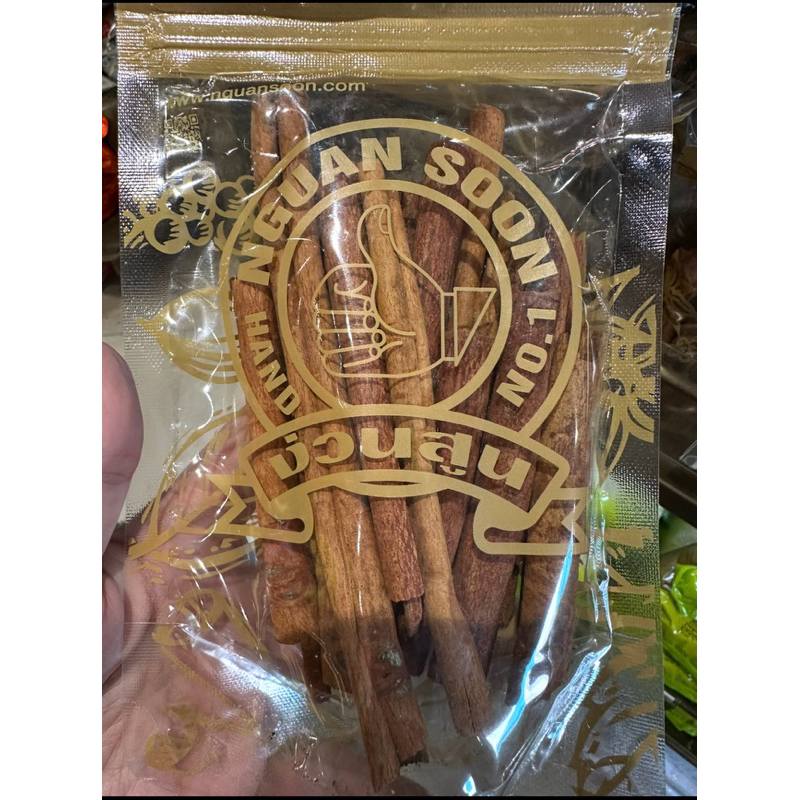 www.nguansoon.com
NGUAN SOON
HAND NO.1
ง่วนสูน